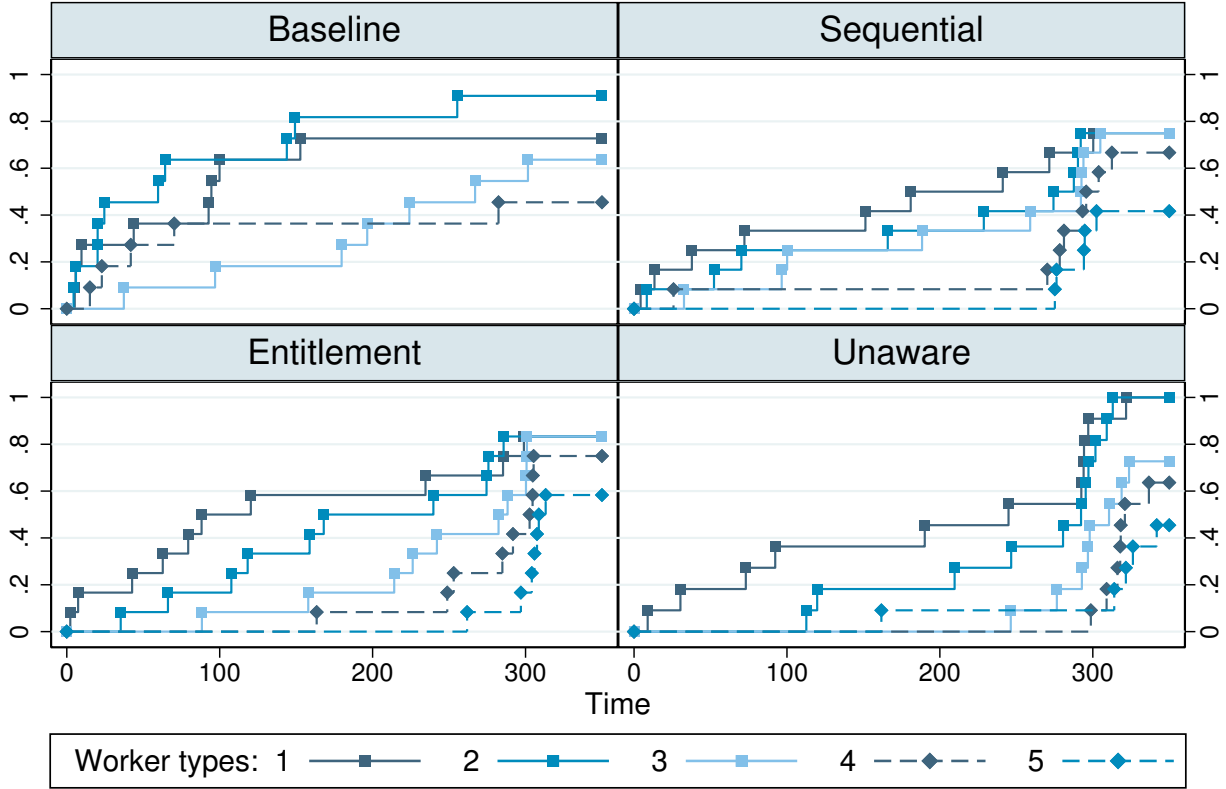 Baseline Sequential
1 1
.8 .8
.6 .6
.4 .4
.2 .2
0 0
Entitlement Unaware
1 1
.8 .8
.6 .6
.4 .4
.2 .2
0 0
0 100 200 300 0 100 200 300
Time
Worker types: 1 2 3 4 5